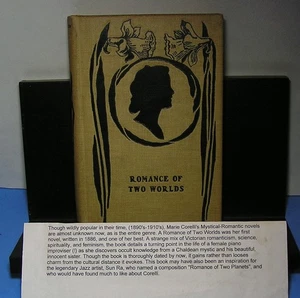 ROMANCE OF
TWO WORLDS
Though wildly popular in their time, (1890's-1910's), Marie Corelli's Mystical Romantic novels
are almost unknown now, as is the entire genre. A Romance of Two Worlds was her first
novel, written in 1886, and one of her best. A strange mix of Victorian romanticism, science,
spirituality, and feminism, the book details a turning point in the life of a female piano
improviser (!) as she discovers occult knowledge from a Chaldean mystic and his beautiful,
innocent sister. Though the book is thoroughly dated by now, it gains rather than loses
charm from the cultural distance it evokes. This book may have also been an inspiration for
the legendary Jazz artist, Sun Ra, who named a composition "Romance of Two Planets", and
who would have found much to like about Corelli.